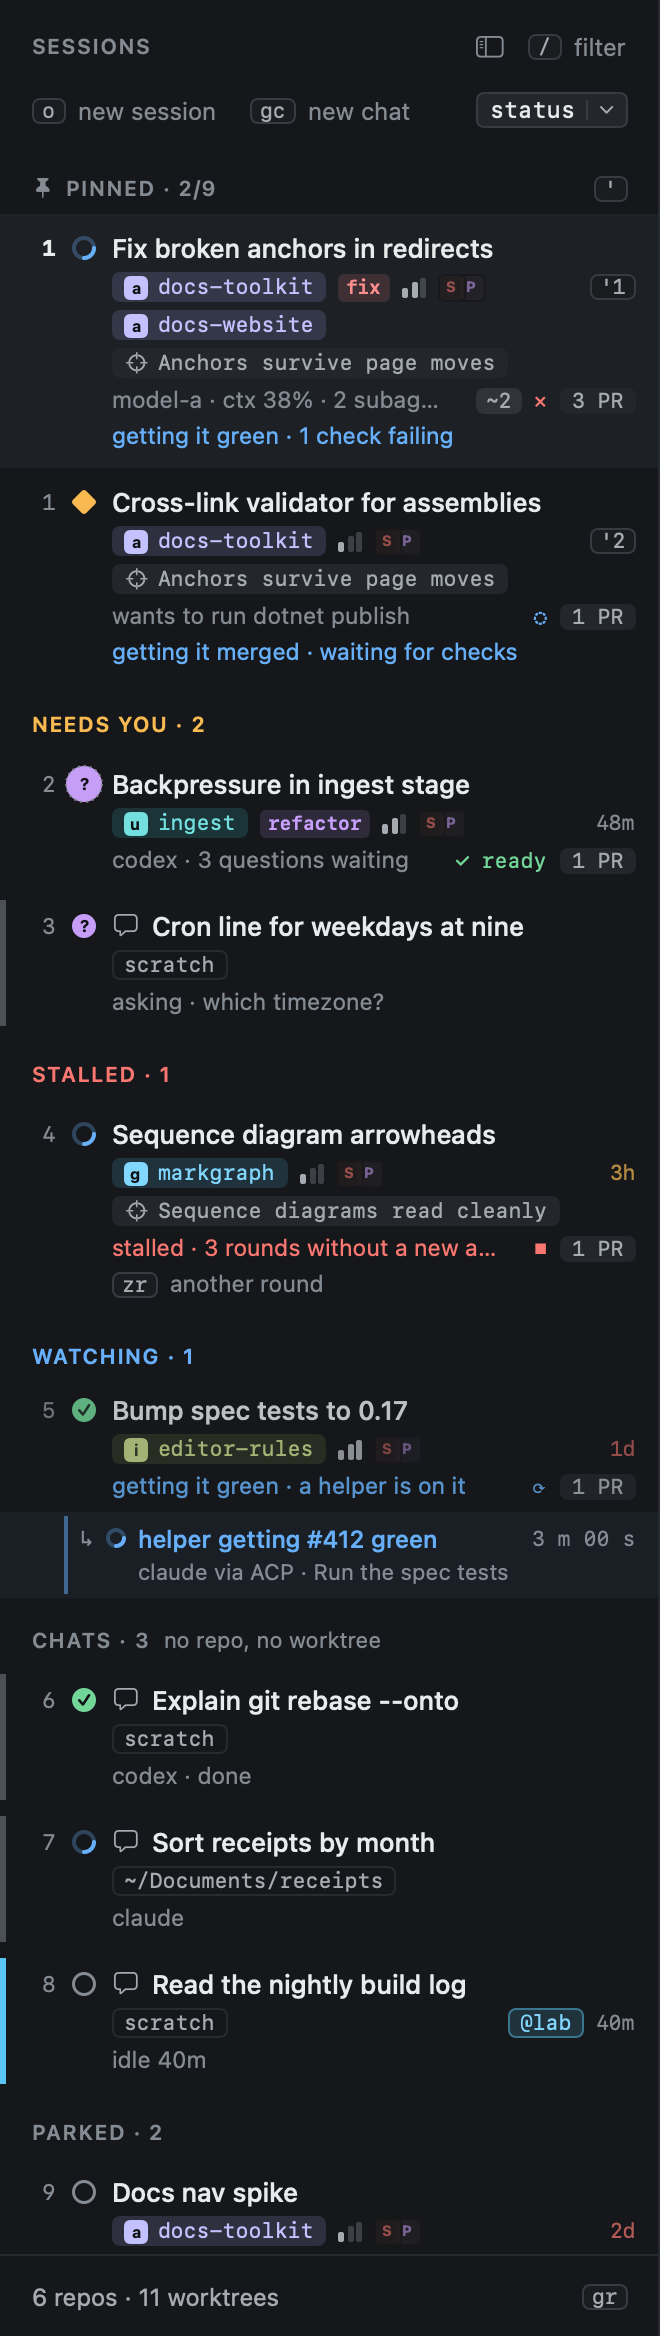 SESSIONS / filter
o new session gc new chat status
PINNED · 2/9 '
1 Fix broken anchors in redirects
a docs-toolkit fix S P '1
a docs-website
Anchors survive page moves
model-a · ctx 38% · 2 subag... ~2 × 3 PR
getting it green · 1 check failing
1 Cross-link validator for assemblies
a docs-toolkit S P '2
Anchors survive page moves
wants to run dotnet publish 1 PR
getting it merged · waiting for checks
NEEDS YOU · 2
2 ? Backpressure in ingest stage
u ingest refactor S P 48m
codex · 3 questions waiting ✓ ready 1 PR
3 ? Cron line for weekdays at nine
scratch
asking · which timezone?
STALLED · 1
4 Sequence diagram arrowheads
g markgraph S P 3h
Sequence diagrams read cleanly
stalled · 3 rounds without a new a... ■ 1 PR
zr another round
WATCHING · 1
5 Bump spec tests to 0.17
i editor-rules S P 1d
getting it green · a helper is on it ⟳ 1 PR
↳ helper getting #412 green 3 m 00 s
claude via ACP · Run the spec tests
CHATS · 3 no repo, no worktree
6 Explain git rebase --onto
scratch
codex · done
7 Sort receipts by month
~/Documents/receipts
claude
8 Read the nightly build log
scratch @lab 40m
idle 40m
PARKED · 2
9 Docs nav spike
a docs-toolkit S P 2d
6 repos · 11 worktrees gr